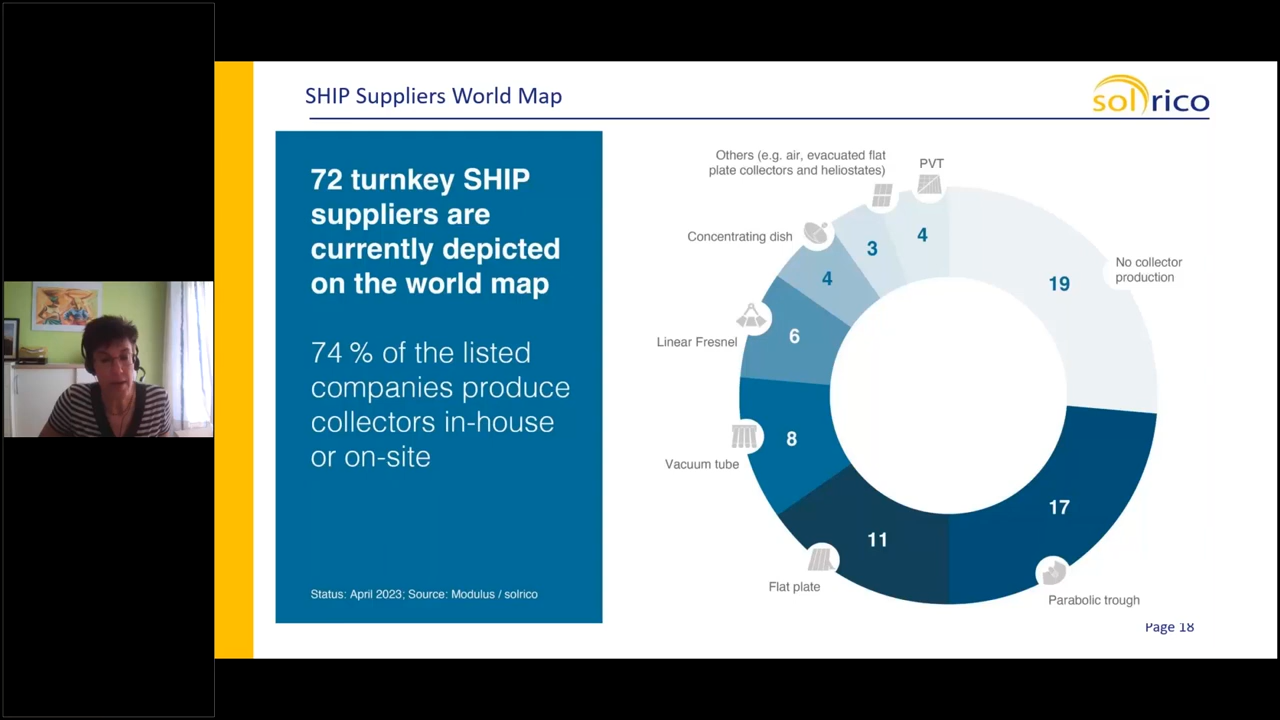 SHIP Suppliers World Map
solrico
72 turnkey SHIP
suppliers are
currently depicted
on the world map
74 % of the listed
companies produce
collectors in-house
or on-site
Status: April 2023; Source: Modulus / solrico
Others (e.g. air, evacuated flat
plate collectors and heliostates)
PVT
Concentrating dish
Linear Fresnel
Vacuum tube
Flat plate
Parabolic trough
No collector
production
3
4
4
6
8
11
17
19
Page 18